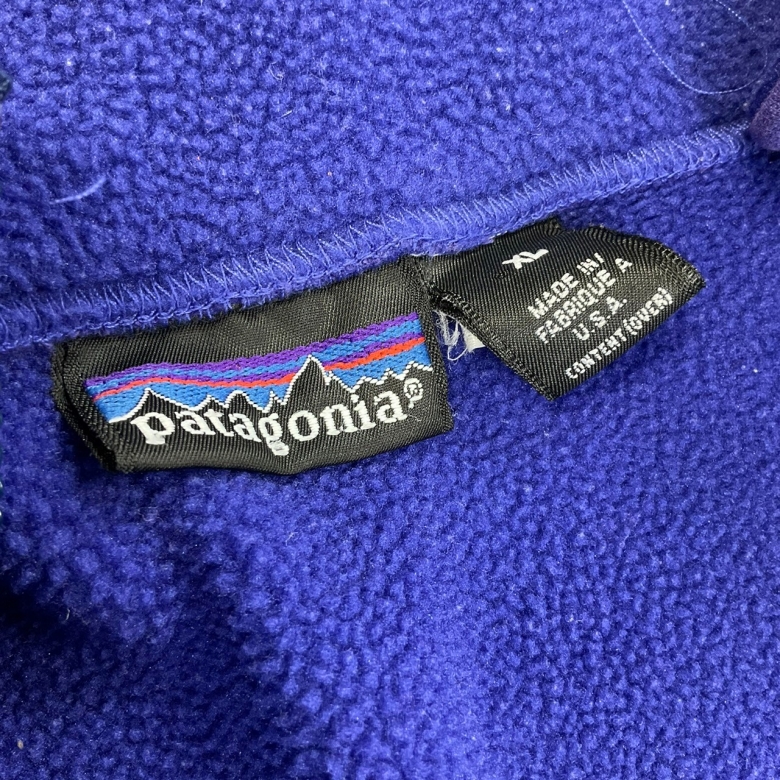 patagonia®
XL
MADE IN/
FABRIQUE A
U.S.A.
CONTENT(OVER)